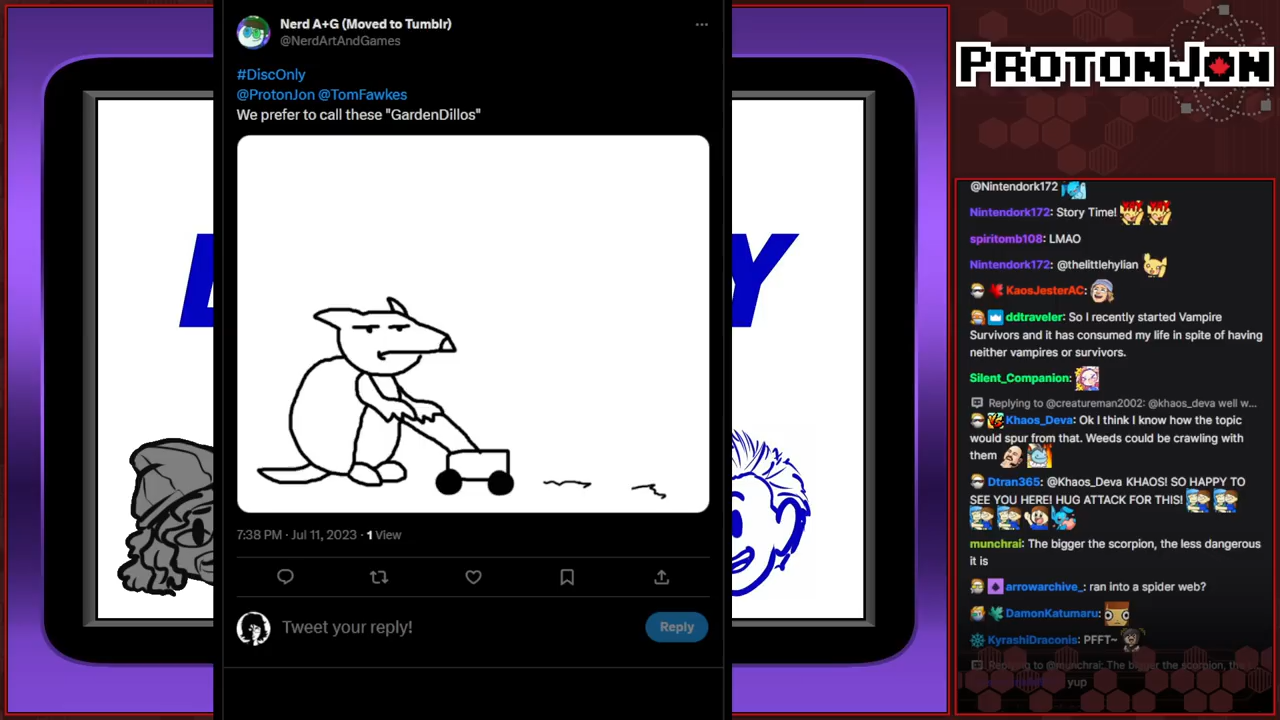 Nerd A+G (Moved to Tumblr)
@NerdArtAndGames
#DiscOnly
@ProtonJon @TomFawkes
We prefer to call these "GardenDillos"
7:38 PM · Jul 11, 2023 · 1 View
Tweet your reply!
Reply
Y
PROTONJON
@Nintendork172
Nintendork172: Story Time!
spiritomb108: LMAO
Nintendork172: @thelittlehylian
KaosJesterAC:
ddtraveler: So I recently started Vampire
Survivors and it has consumed my life in spite of having
neither vampires or survivors.
Silent_Companion:
Replying to @creatureman2002: @khaos_deva well w...
Khaos_Deva: Ok I think I know how the topic
would spur from that. Weeds could be crawling with
them
Dtran365: @Khaos_Deva KHAOS! SO HAPPY TO
SEE YOU HERE! HUG ATTACK FOR THIS!
munchrai: The bigger the scorpion, the less dangerous
it is
arrowarchive_: ran into a spider web?
DamonKatumaru:
KyrashiDraconis: PFFT~
Replying to @munchrai: The bigger the scorpion, the
yup